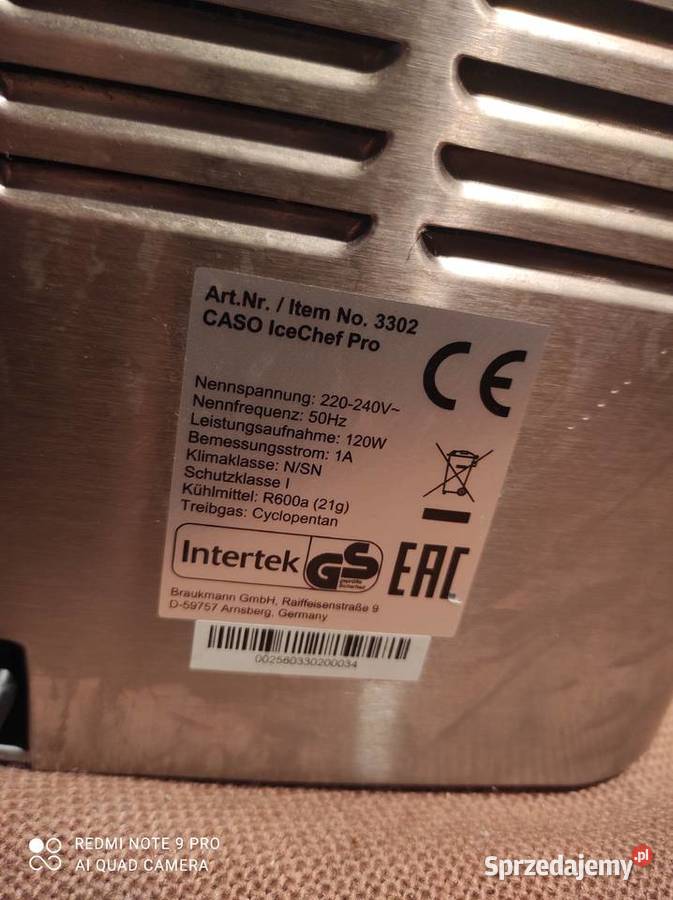 Art.Nr. / Item No. 3302
CASO IceChef Pro
CE
Nennspannung: 220-240V~
Nennfrequenz: 50Hz
Leistungsaufnahme: 120W
Bemessungsstrom: 1A
Klimaklasse: N/SN
Schutzklasse I
Kühlmittel: R600a (21g)
Treibgas: Cyclopentan
Intertek GS geprüfte Sicherheit EAC
Braukmann GmbH, Raiffeisenstraße 9
D-59757 Arnsberg, Germany
002560330200034
REDMI NOTE 9 PRO
AI QUAD CAMERA
Sprzedajemy.pl